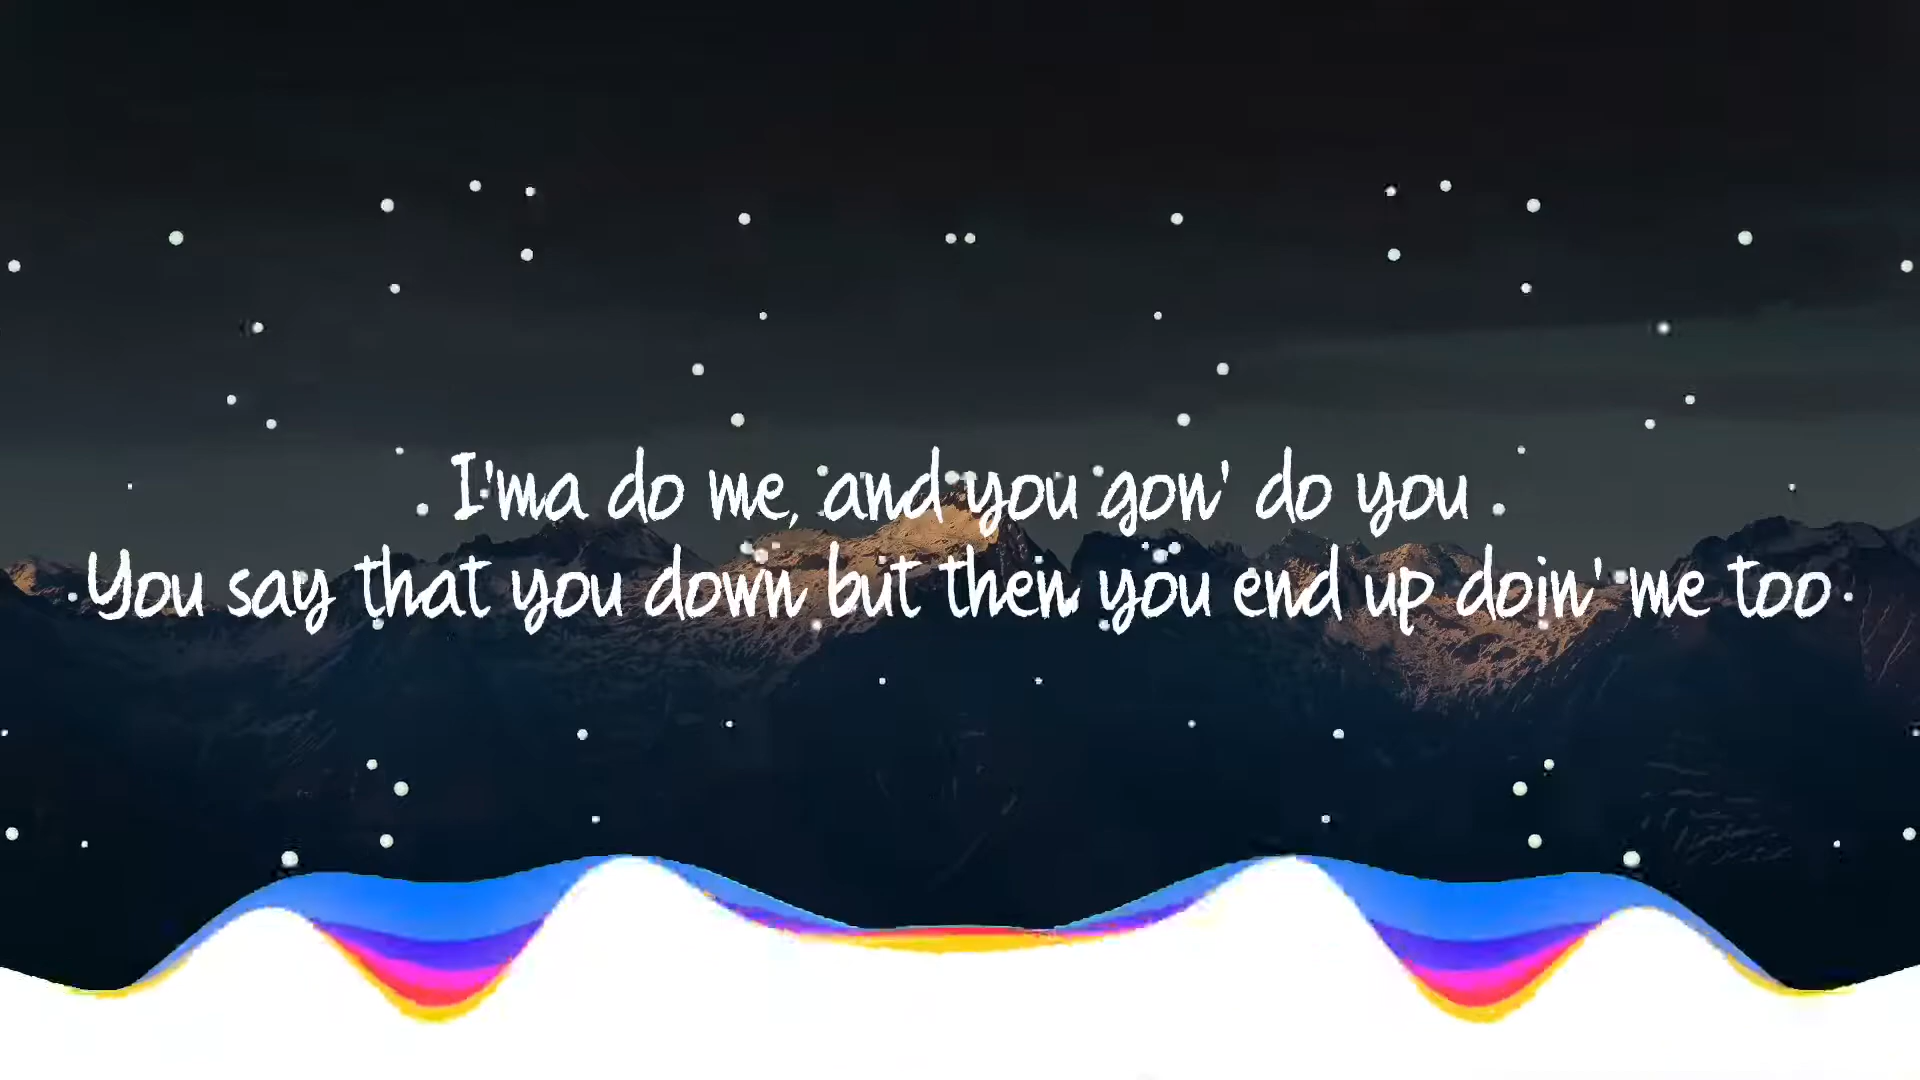 I'ma do me, and you gon' do you
You say that you down but then you end up doin' me too